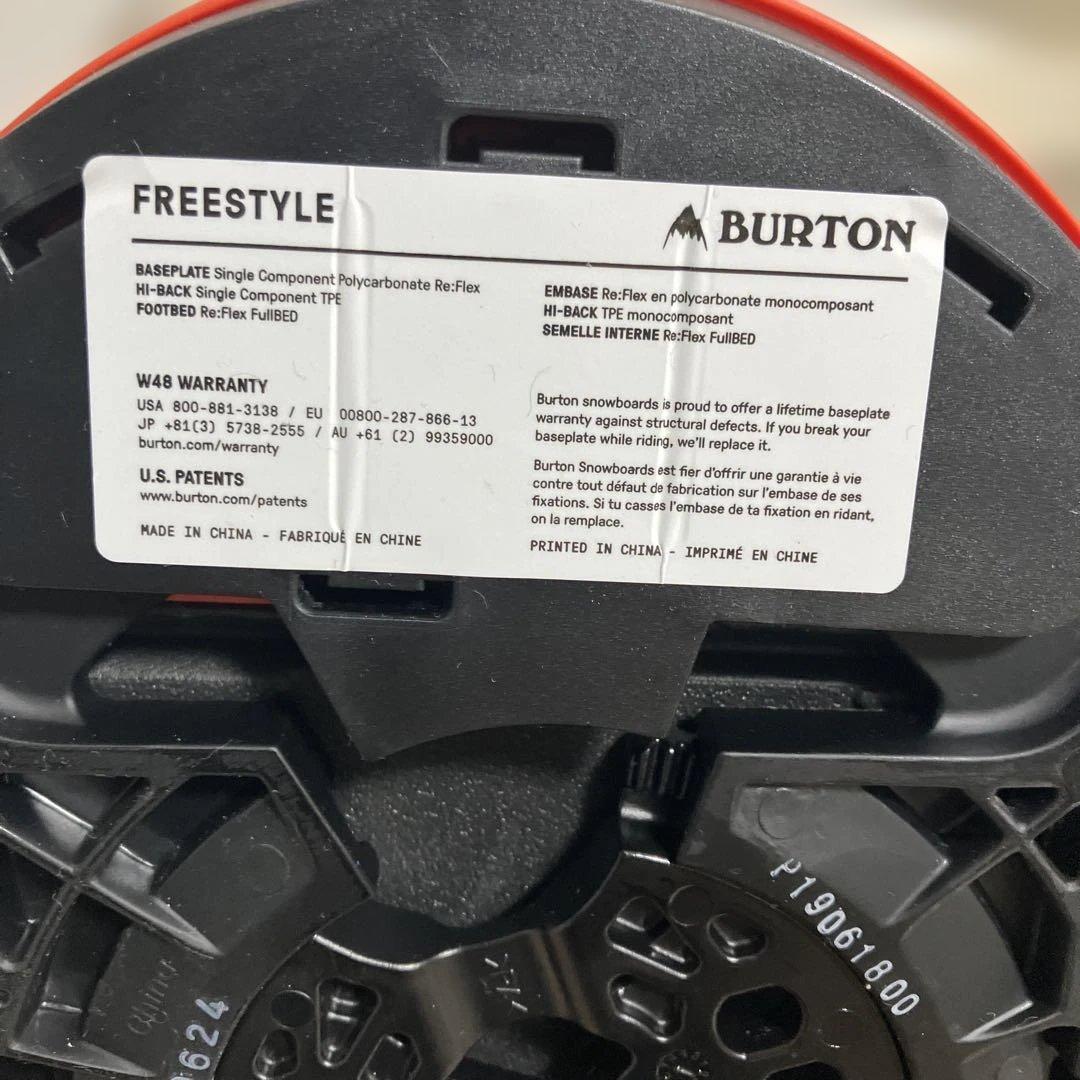 FREESTYLE
BURTON
BASEPLATE Single Component Polycarbonate Re:Flex
HI-BACK Single Component TPE
FOOTBED Re:Flex FullBED
EMBASE Re:Flex en polycarbonate monocomposant
HI-BACK TPE monocomposant
SEMELLE INTERNE Re:Flex FullBED
W48 WARRANTY
USA 800-881-3138 / EU 00800-287-866-13
JP +81(3) 5738-2555 / AU +61 (2) 99359000
burton.com/warranty
U.S. PATENTS
www.burton.com/patents
MADE IN CHINA - FABRIQUÉ EN CHINE
Burton snowboards is proud to offer a lifetime baseplate
warranty against structural defects. If you break your
baseplate while riding, we'll replace it.
Burton Snowboards est fier d'offrir une garantie à vie
contre tout défaut de fabrication sur l'embase de ses
fixations. Si tu casses l'embase de ta fixation en ridant,
on la remplace.
PRINTED IN CHINA - IMPRIMÉ EN CHINE
P190618.00